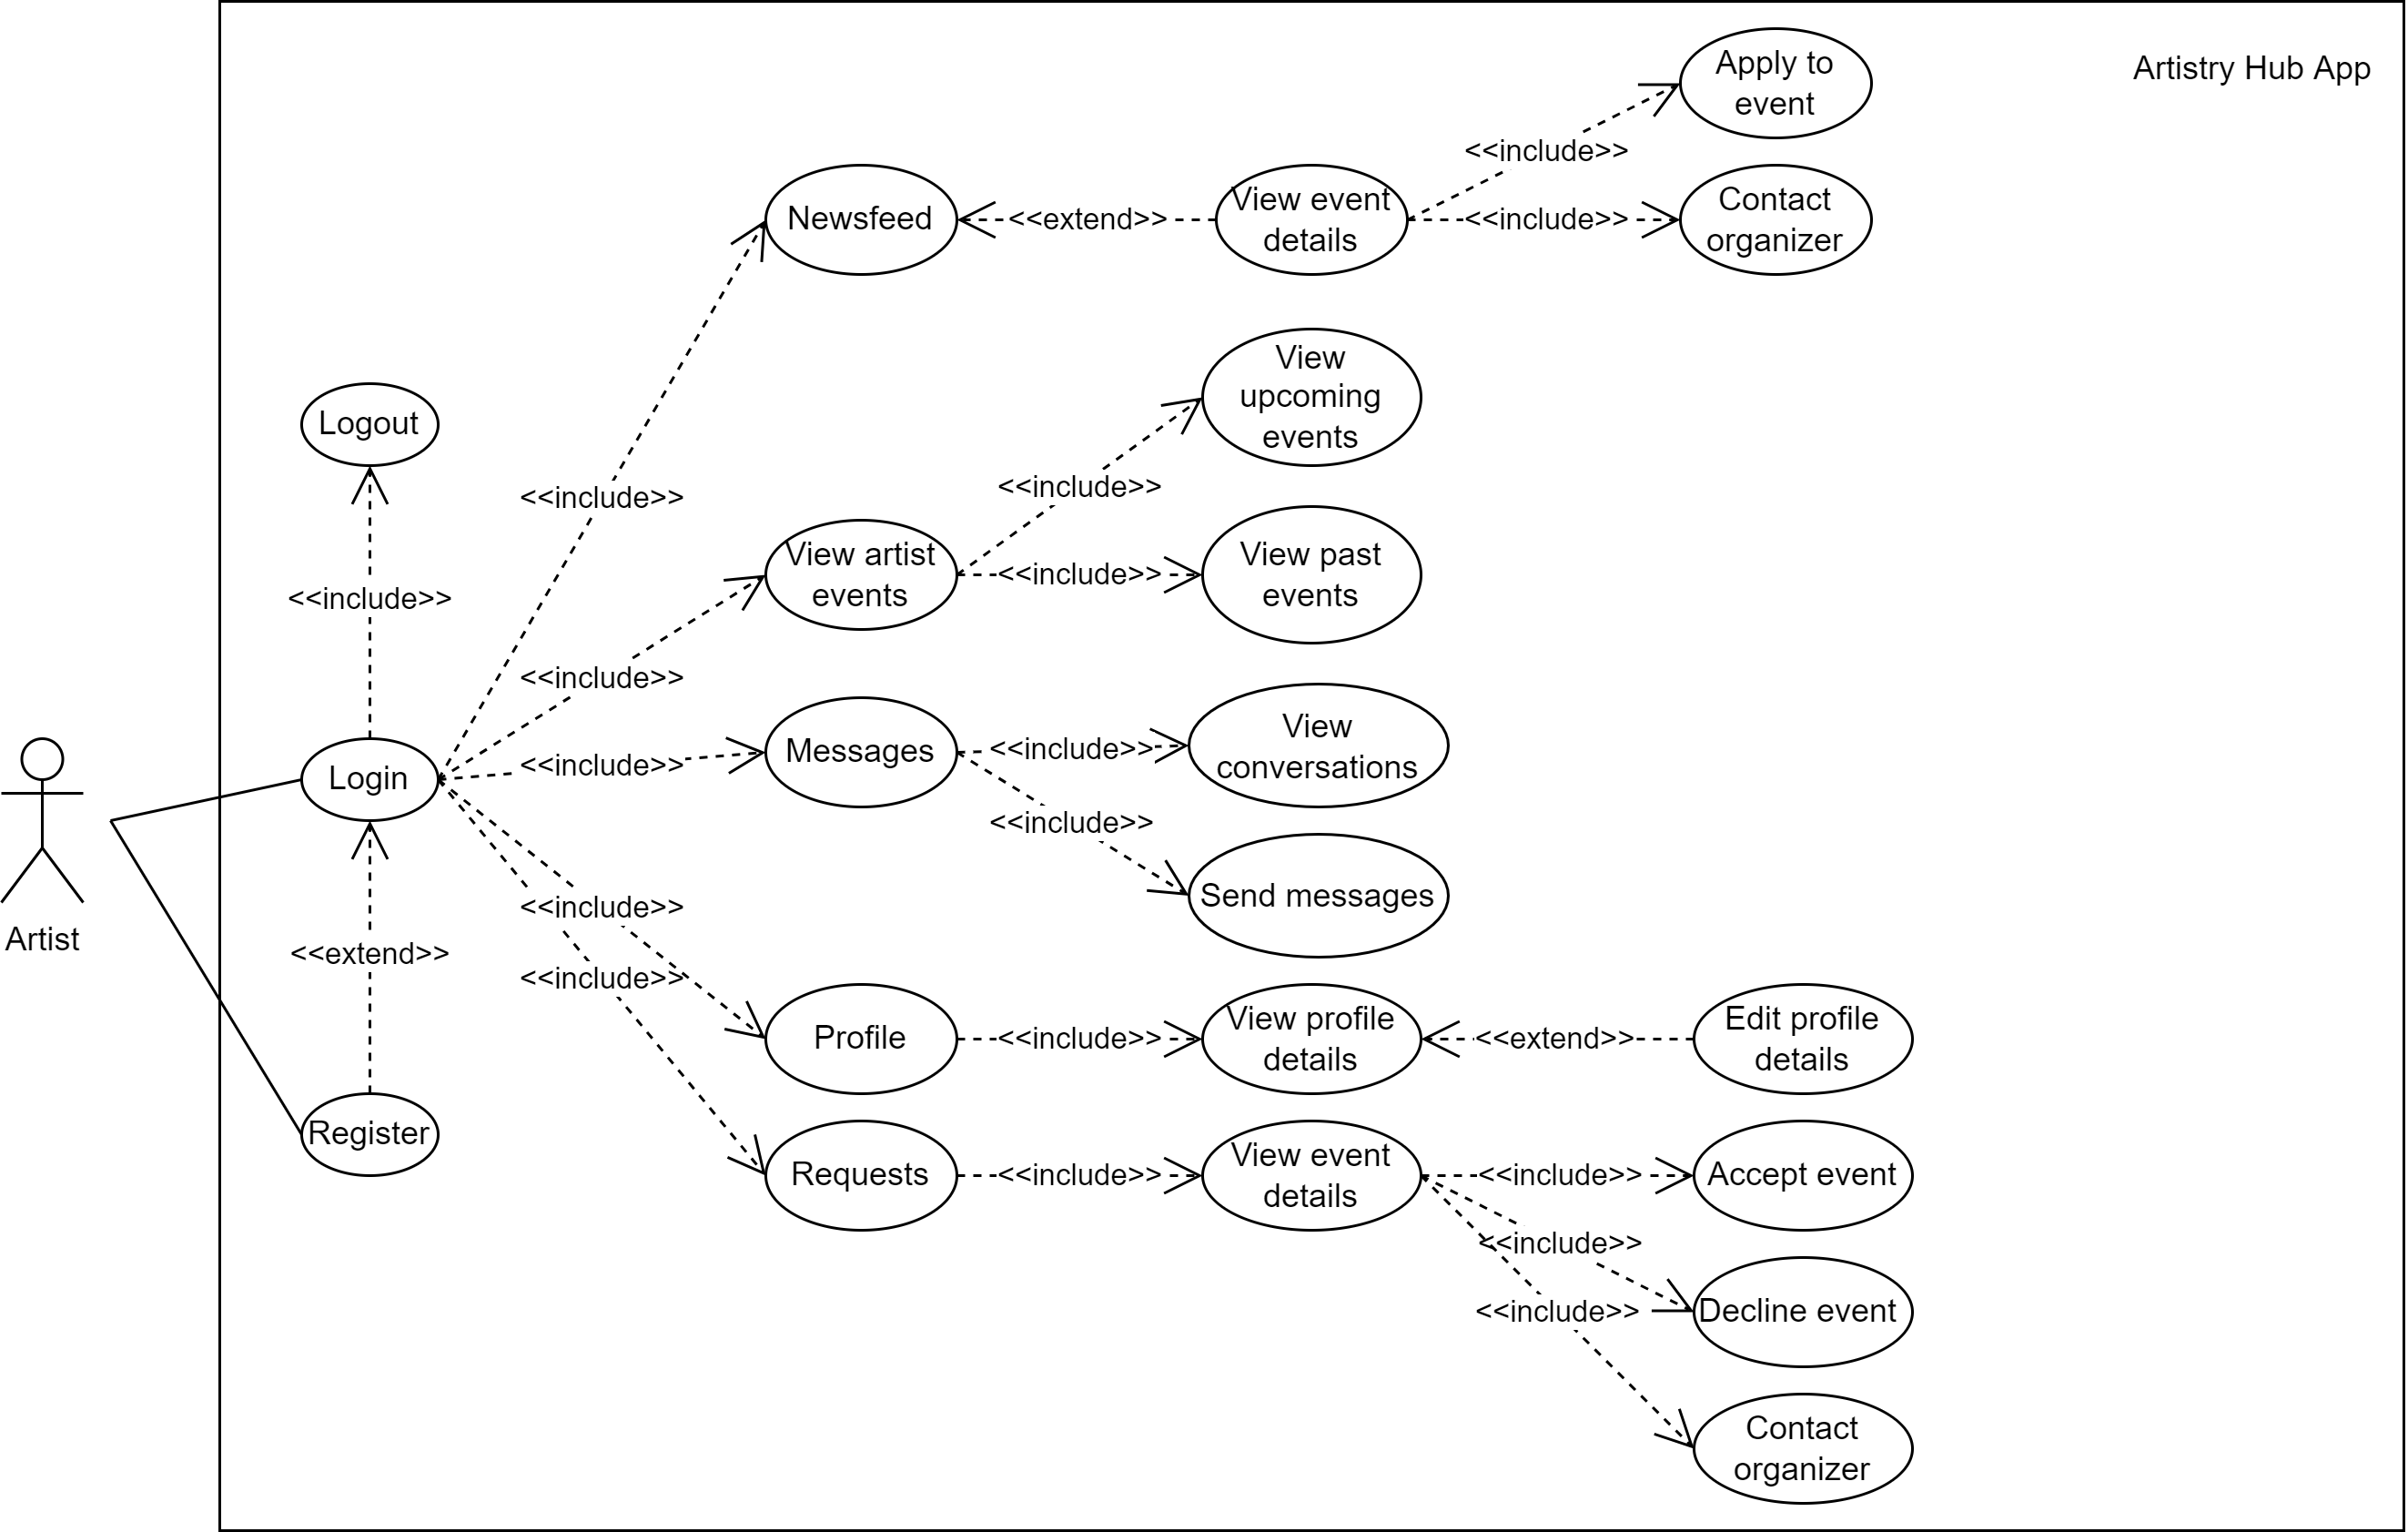 Apply to
event
Artistry Hub App
<<include>>
Newsfeed
<<extend>>
View event
details
<<include>>
Contact
organizer
View
upcoming
events
Logout
<<include>>
<<include>>
View artist
events
<<include>>
View past
events
<<include>>
<<include>>
Messages
<<include>>
View
conversations
Login
<<include>>
<<include>>
Send messages
<<include>>
Artist
<<extend>>
<<include>>
Profile
<<include>>
View profile
details
<<extend>>
Edit profile
details
Register
Requests
<<include>>
View event
details
<<include>>
Accept event
<<include>>
<<include>>
Decline event
Contact
organizer